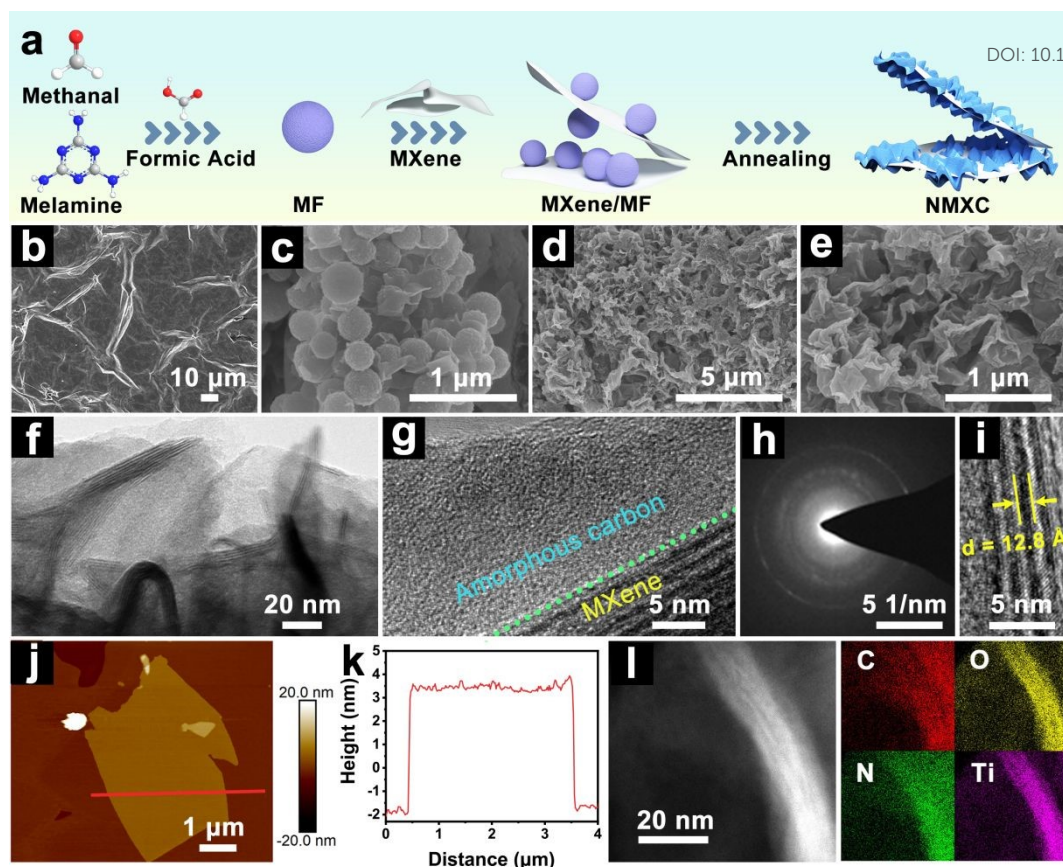 a
DOI: 10.1
Methanal
Formic Acid
MXene
Annealing
Melamine
MF
MXene/MF
NMXC
b
10 µm
c
1 µm
d
5 µm
e
1 µm
f
20 nm
g
Amorphous carbon
MXene
5 nm
h
5 1/nm
i
d = 12.8 Å
5 nm
j
20.0 nm
-20.0 nm
1 µm
k
Height (nm)
5
4
3
2
1
0
-1
-2
0 1 2 3 4
Distance (µm)
l
20 nm
C
O
N
Ti